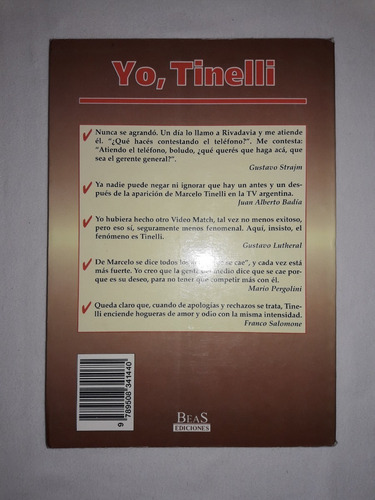 Yo, Tinelli
Nunca se agrandó. Un día lo llamo a Rivadavia y me atiende
él. "¿Qué hacés contestando el teléfono?". Me contesta:
"Atiendo el teléfono, boludo, ¿qué querés que haga acá, que
sea el gerente general?".
Gustavo Strajm
Ya nadie puede negar ni ignorar que hay un antes y un des-
pués de la aparición de Marcelo Tinelli en la TV argentina.
Juan Alberto Badía
Yo hubiera hecho otro Video Match, tal vez no menos exitoso,
pero eso sí, seguramente menos fenomenal. Aquí, insisto, el
fenómeno es Tinelli.
Gustavo Lutheral
De Marcelo se dice todos los se cae", y cada vez está
más fuerte. Yo creo que la gente medio dice que se cae por-
que es su deseo, para no tener que competir más con él.
Mario Pergolini
Queda claro que, cuando de apologías y rechazos se trata, Tine-
lli enciende hogueras de amor y odio con la misma intensidad.
Franco Salomone
9 789508 341440
BEAS
EDICIONES